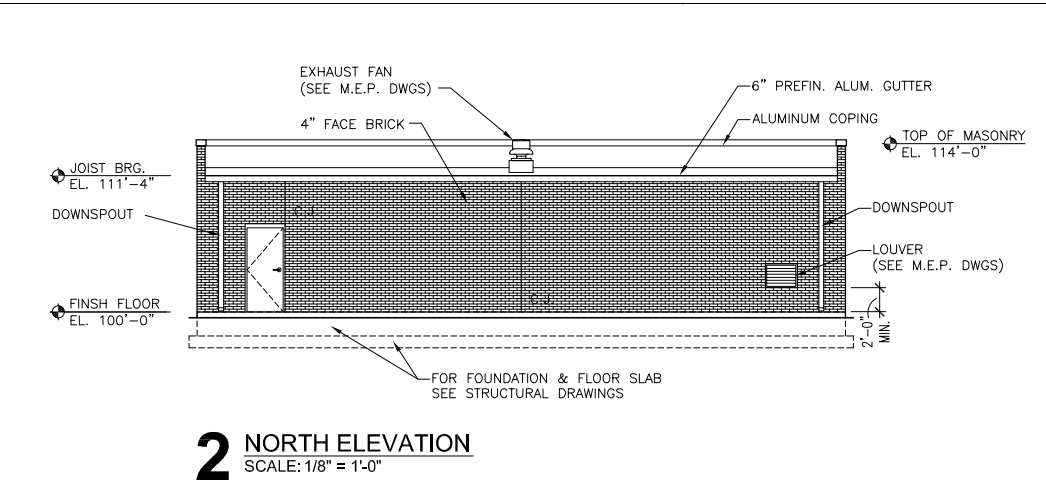 EXHAUST FAN
(SEE M.E.P. DWGS)
6" PREFIN. ALUM. GUTTER
4" FACE BRICK
ALUMINUM COPING
TOP OF MASONRY
EL. 114'-0"
JOIST BRG.
EL. 111'-4"
DOWNSPOUT
C.J.
DOWNSPOUT
LOUVER
(SEE M.E.P. DWGS)
FINSH FLOOR
EL. 100'-0"
C.J.
2'-0"
MIN.
FOR FOUNDATION & FLOOR SLAB
SEE STRUCTURAL DRAWINGS
2 NORTH ELEVATION
SCALE: 1/8" = 1'-0"